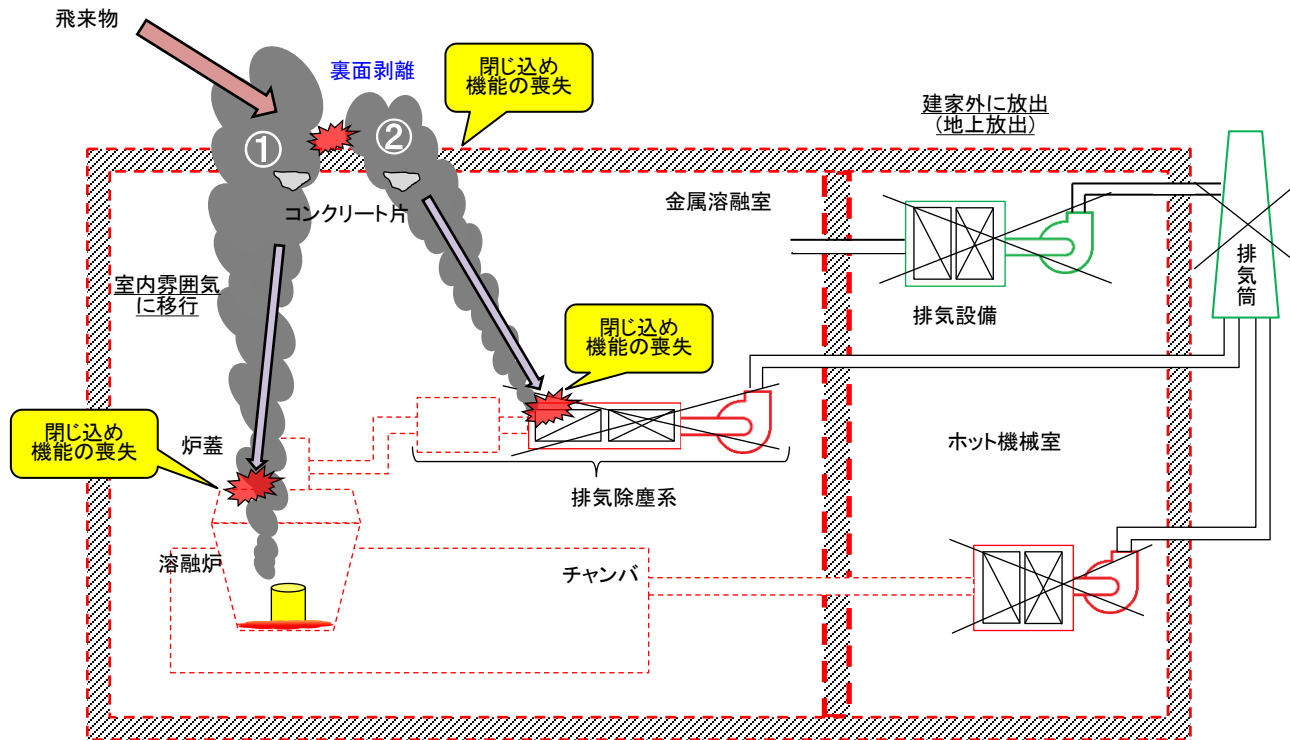 飛来物
裏面剥離
閉じ込め
機能の喪失
建家外に放出
(地上放出)
①
②
コンクリート片
金属溶融室
排気筒
室内雰囲気
に移行
排気設備
閉じ込め
機能の喪失
閉じ込め
機能の喪失
炉蓋
ホット機械室
排気除塵系
溶融炉
チャンバ